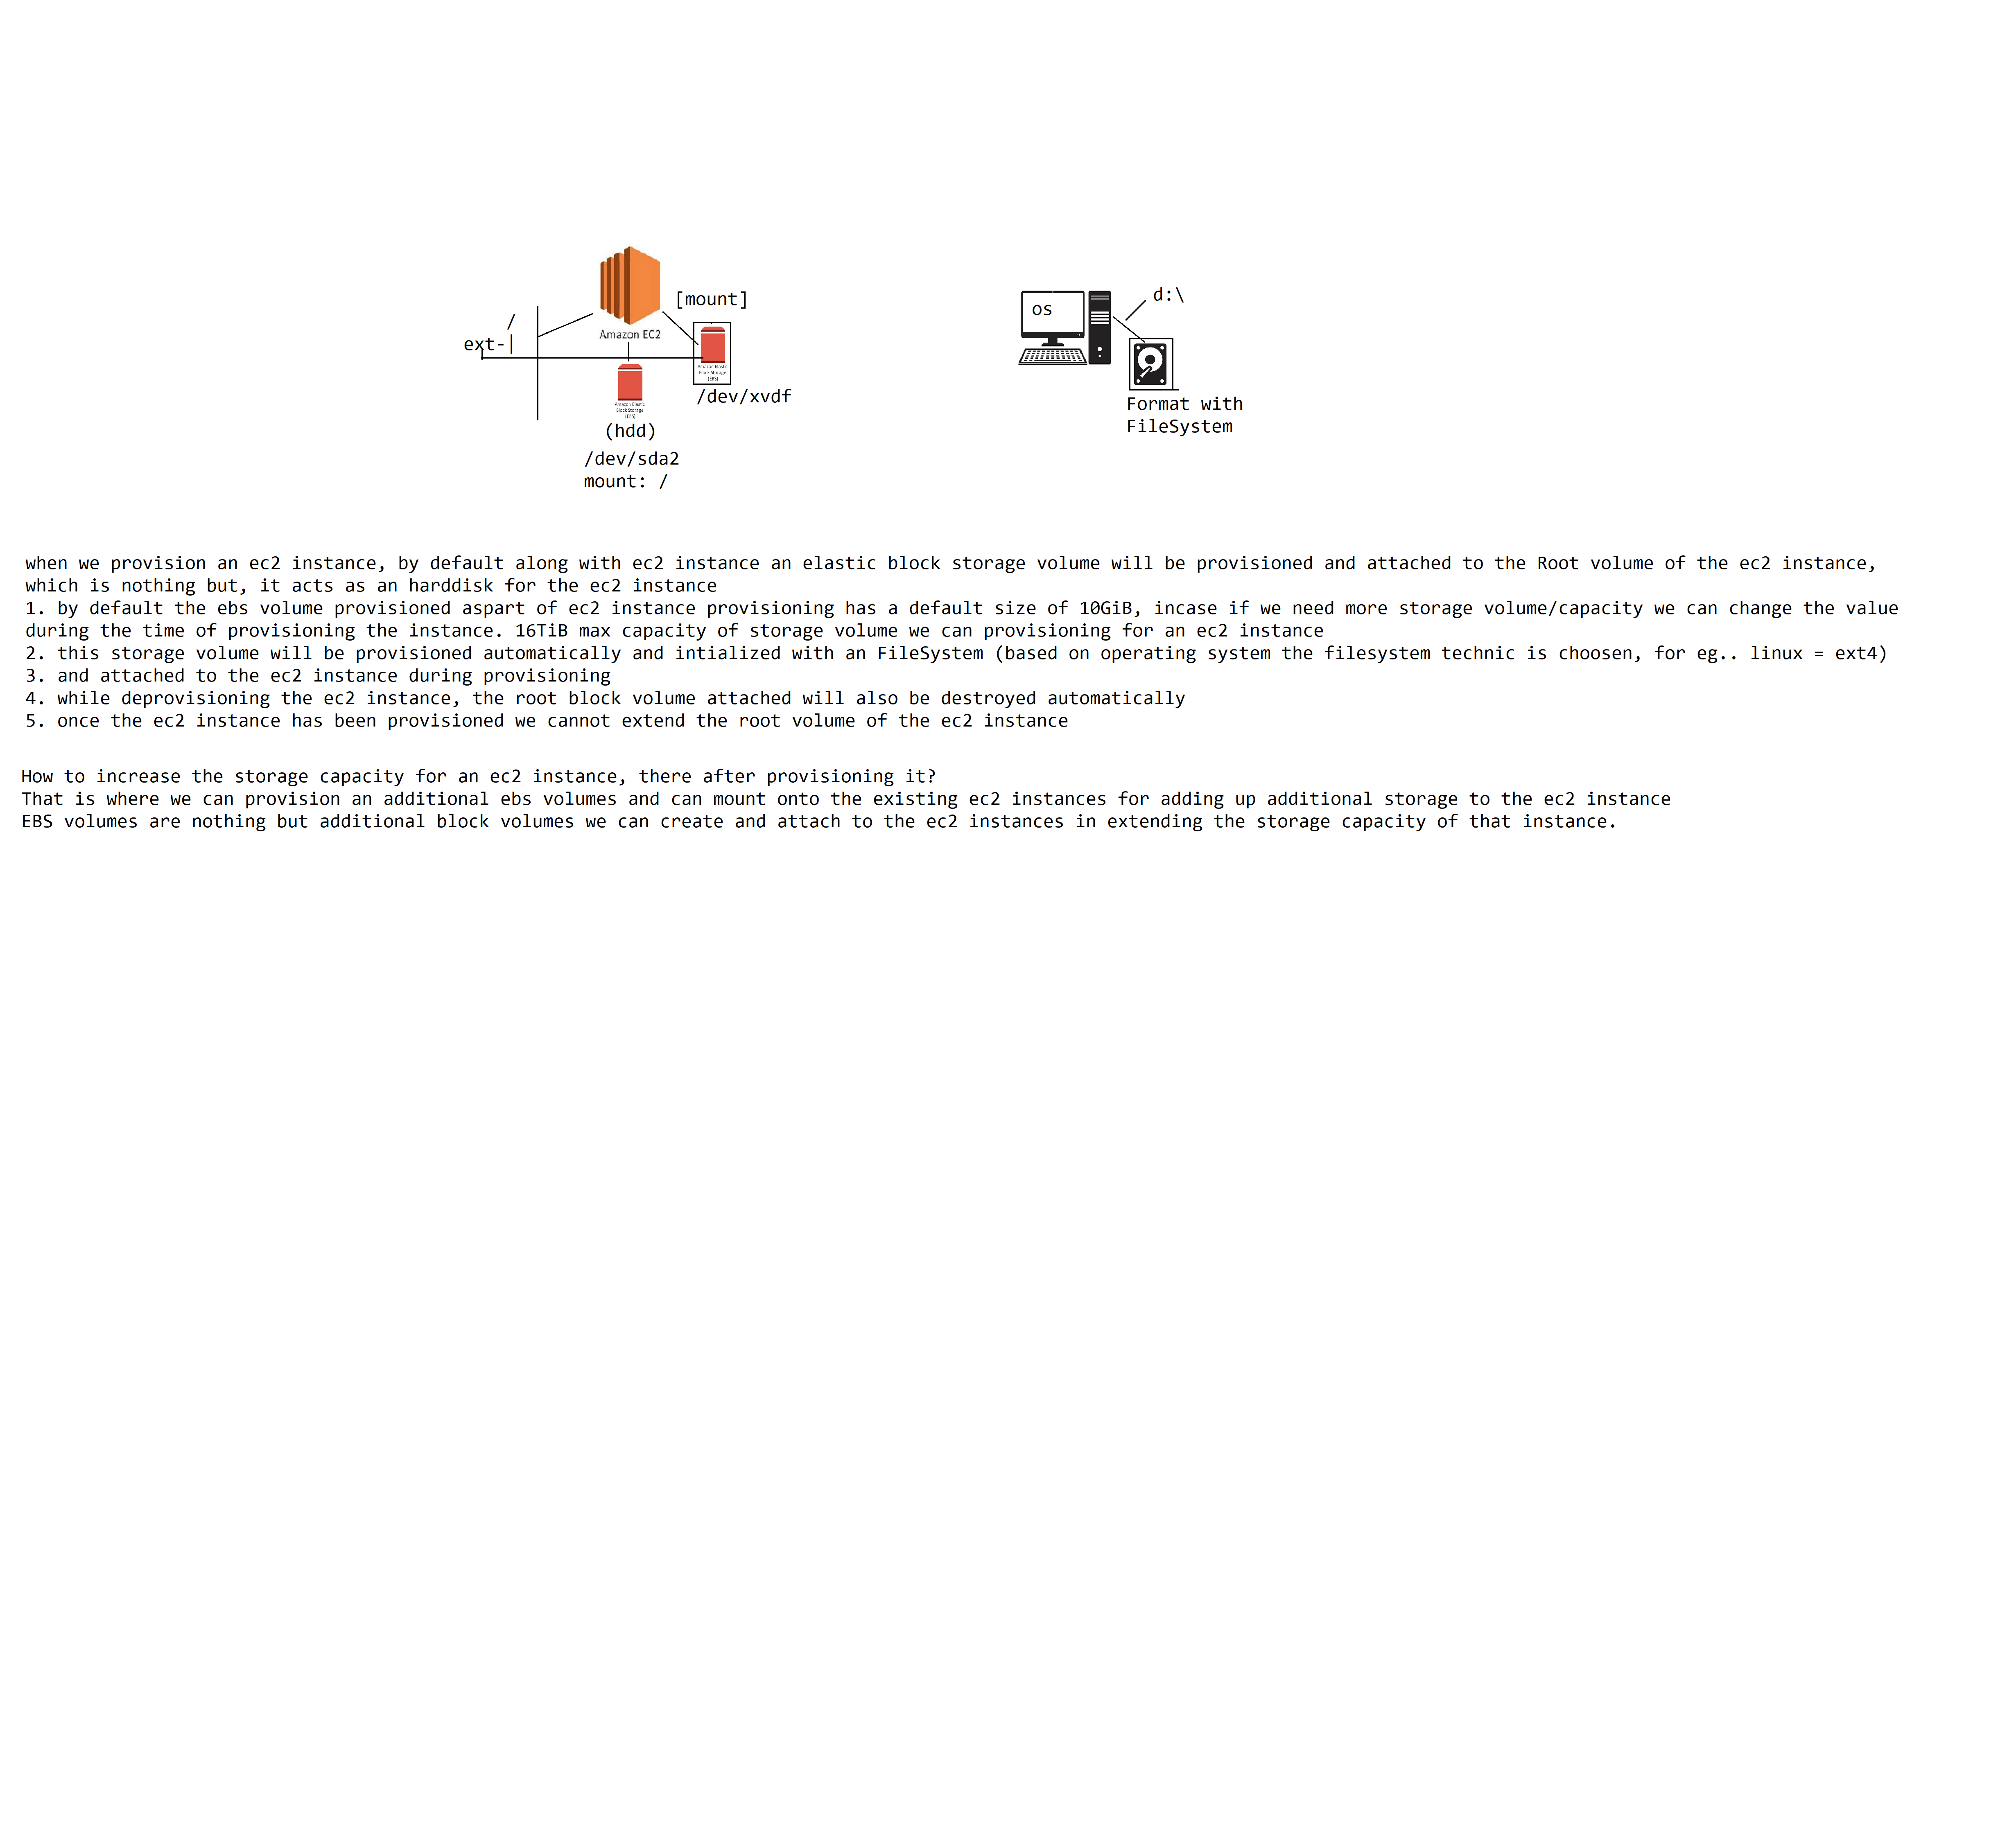 [mount]
d:\
os
/
Amazon EC2
ext-|
Amazon Elastic
Block Storage
(EBS)
/dev/xvdf
Amazon Elastic
Block Storage
(EBS)
(hdd)
/dev/sda2
mount: /
Format with
FileSystem
when we provision an ec2 instance, by default along with ec2 instance an elastic block storage volume will be provisioned and attached to the Root volume of the ec2 instance,
which is nothing but, it acts as an harddisk for the ec2 instance
1. by default the ebs volume provisioned aspart of ec2 instance provisioning has a default size of 10GiB, incase if we need more storage volume/capacity we can change the value
during the time of provisioning the instance. 16TiB max capacity of storage volume we can provisioning for an ec2 instance
2. this storage volume will be provisioned automatically and intialized with an FileSystem (based on operating system the filesystem technic is choosen, for eg.. linux = ext4)
3. and attached to the ec2 instance during provisioning
4. while deprovisioning the ec2 instance, the root block volume attached will also be destroyed automatically
5. once the ec2 instance has been provisioned we cannot extend the root volume of the ec2 instance
How to increase the storage capacity for an ec2 instance, there after provisioning it?
That is where we can provision an additional ebs volumes and can mount onto the existing ec2 instances for adding up additional storage to the ec2 instance
EBS volumes are nothing but additional block volumes we can create and attach to the ec2 instances in extending the storage capacity of that instance.